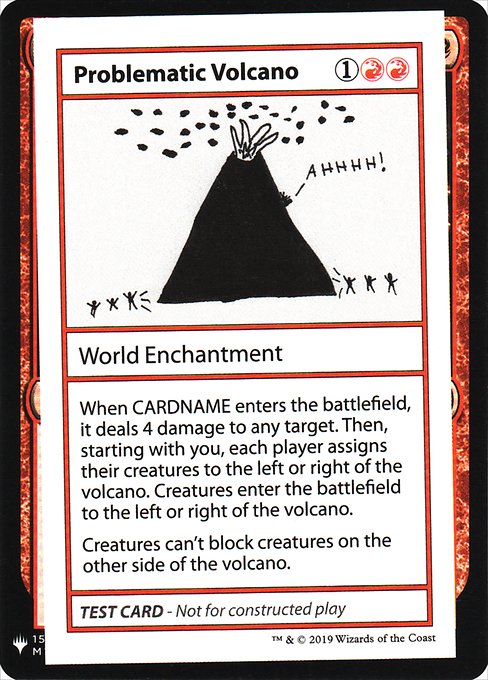 Problematic Volcano 1
AHHHH!
World Enchantment
When CARDNAME enters the battlefield,
it deals 4 damage to any target. Then,
starting with you, each player assigns
their creatures to the left or right of the
volcano. Creatures enter the battlefield
to the left or right of the volcano.
Creatures can't block creatures on the
other side of the volcano.
TEST CARD - Not for constructed play
™ & © 2019 Wizards of the Coast
15
M